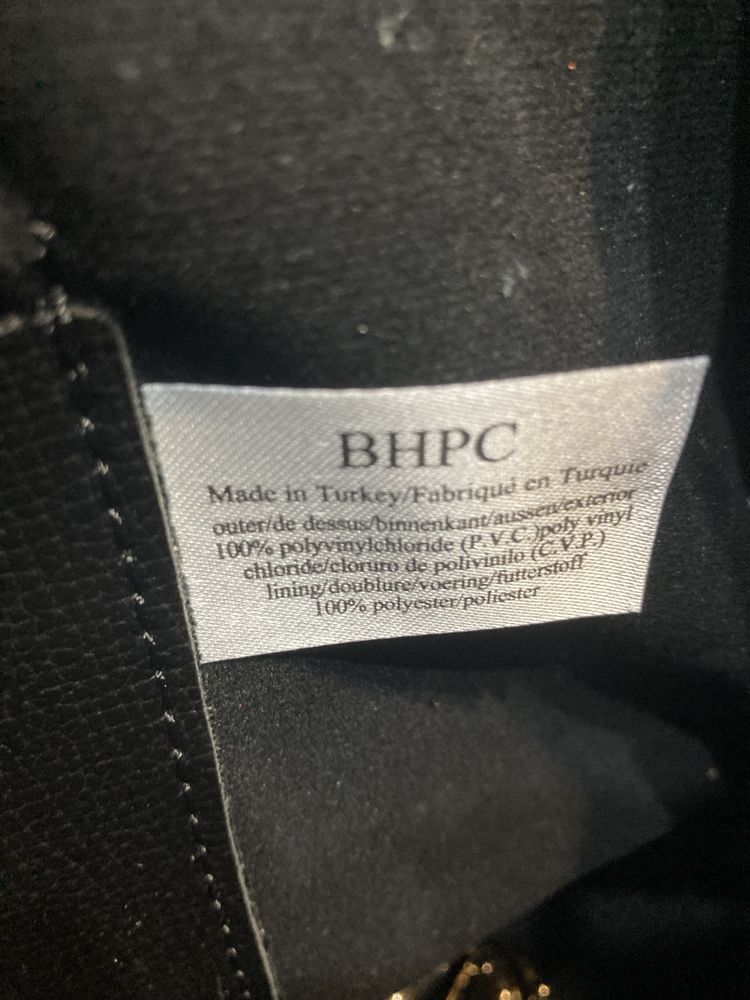 BHPC
Made in Turkey/Fabriqud en Turquie
outer/de dessus/binnenkant/aussen/exterior
100% polyvinylchloride (P.V.C.)poly vinyl
chloride/cloruro de polivinilo (C.V.P.)
lining/doublure/voering/futterstoff
100% polyester/poliester